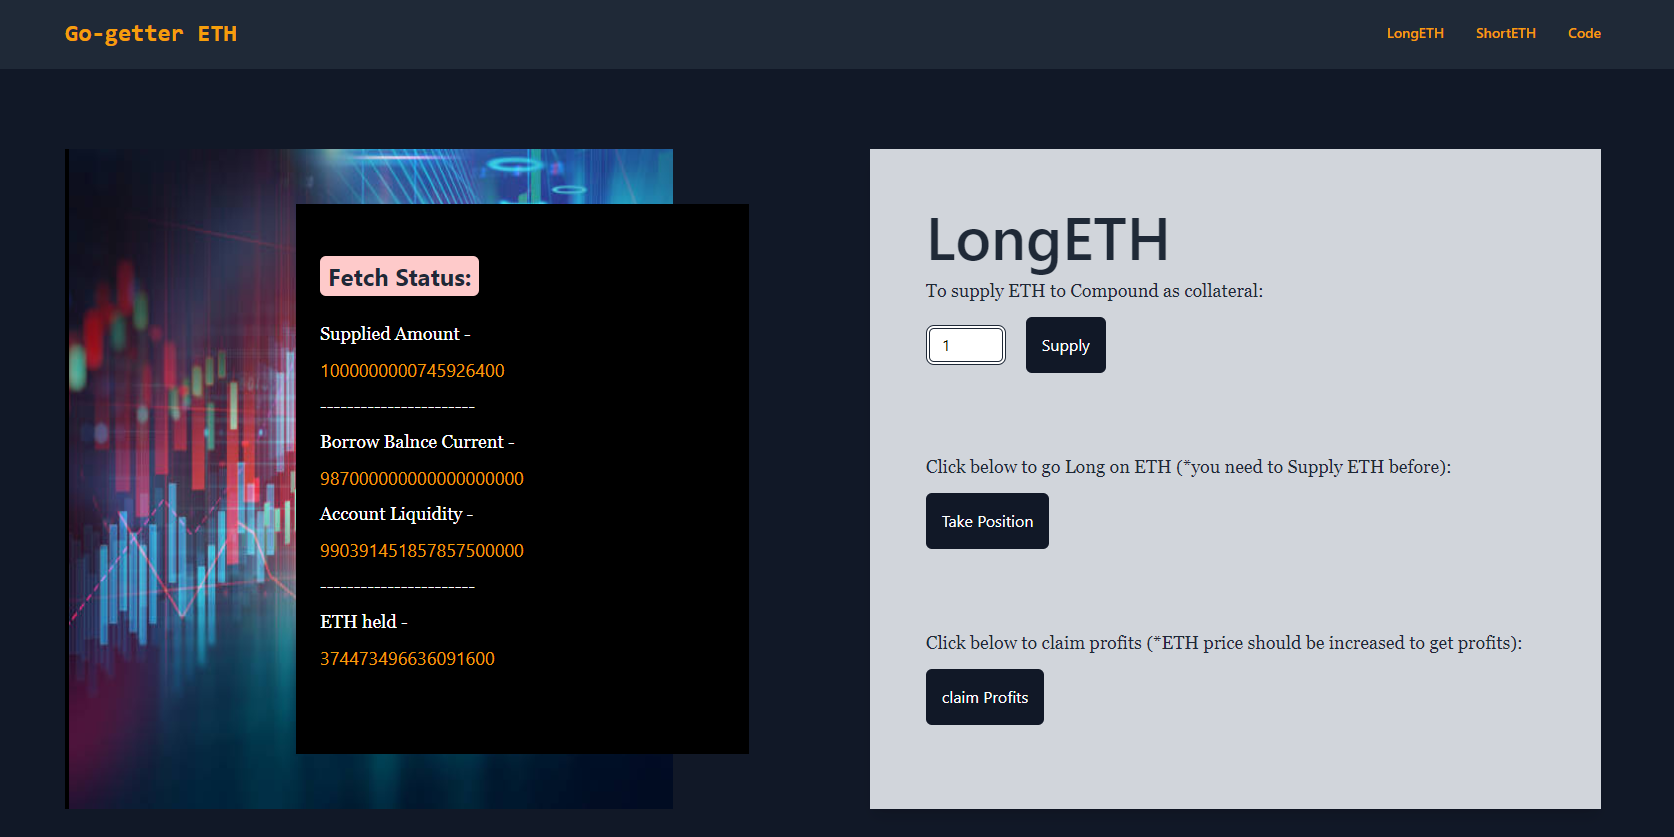 Go-getter ETH
LongETH ShortETH Code
Fetch Status:
Supplied Amount -
1000000000745926400
-----------------------
Borrow Balnce Current -
987000000000000000000
Account Liquidity -
990391451857857500000
-----------------------
ETH held -
374473496636091600
LongETH
To supply ETH to Compound as collateral:
1 Supply
Click below to go Long on ETH (*you need to Supply ETH before):
Take Position
Click below to claim profits (*ETH price should be increased to get profits):
claim Profits